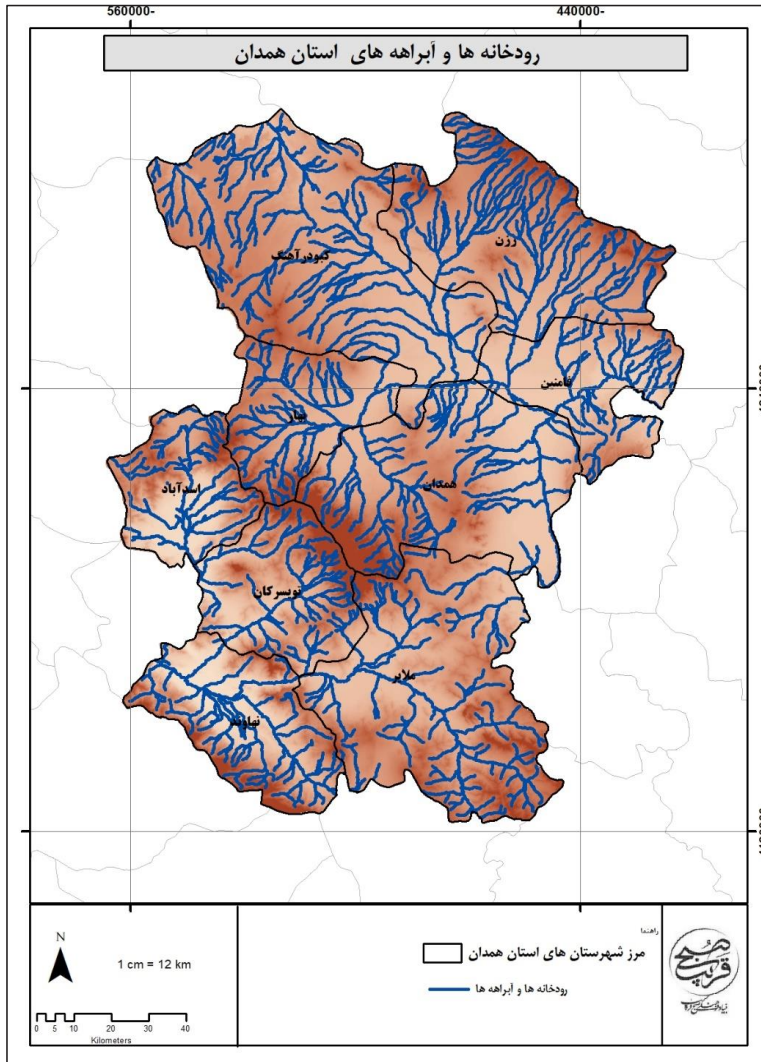 560000-
440000-
رودخانه ها و آبراهه های استان همدان
رزن
کبودرآهنگ
فامنین
بهار
همدان
اسدآباد
تویسرکان
ملایر
نهاوند
N
1 cm = 12 km
0 5 10 20 30 40
Kilometers
راهنما
مرز شهرستان های استان همدان
رودخانه ها و آبراهه ها
صبح
قریب